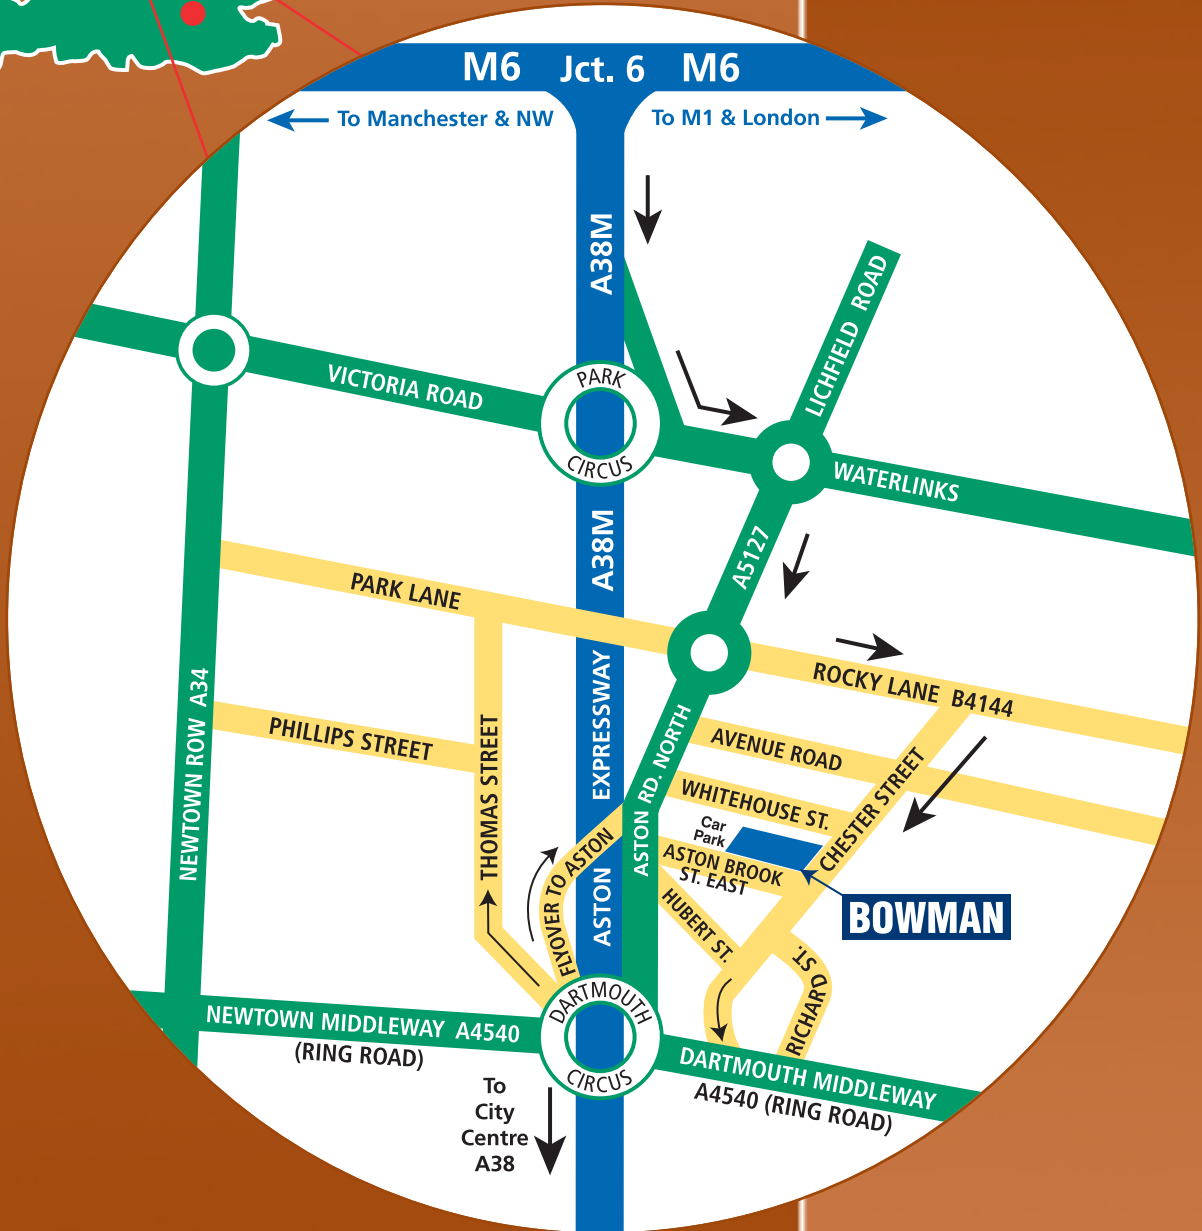 M6 Jct. 6 M6
To Manchester & NW
To M1 & London
A38M
LICHFIELD ROAD
VICTORIA ROAD
PARK
CIRCUS
WATERLINKS
A38M
A5127
PARK LANE
ROCKY LANE B4144
NEWTOWN ROW A34
PHILLIPS STREET
THOMAS STREET
ASTON EXPRESSWAY
ASTON RD. NORTH
AVENUE ROAD
WHITEHOUSE ST.
CHESTER STREET
Car
Park
FLYOVER TO ASTON
ASTON BROOK
ST. EAST
HUBERT ST.
BOWMAN
RICHARD ST.
DARTMOUTH
CIRCUS
NEWTOWN MIDDLEWAY A4540
(RING ROAD)
DARTMOUTH MIDDLEWAY
A4540 (RING ROAD)
To
City
Centre
A38